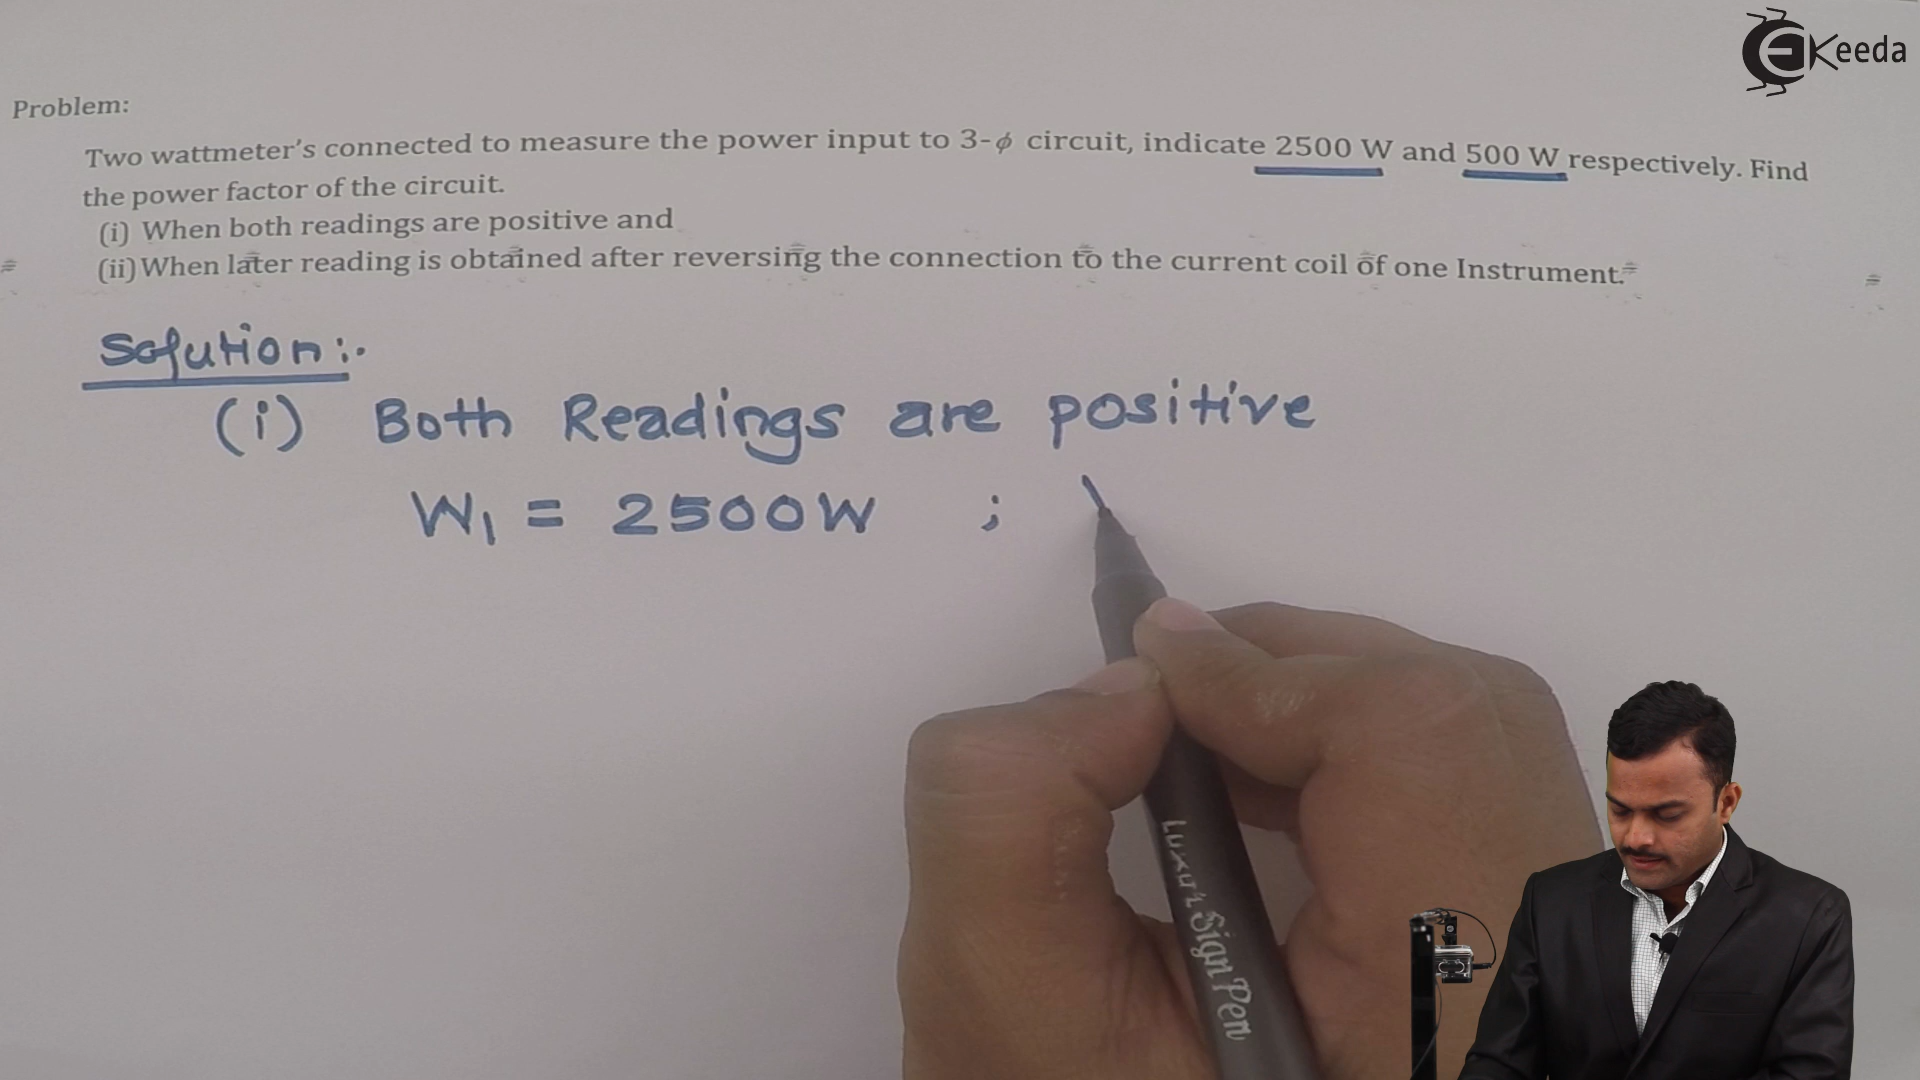 EKeeda
Problem:
Two wattmeter's connected to measure the power input to 3-ϕ circuit, indicate 2500 W and 500 W respectively. Find
the power factor of the circuit.
(i) When both readings are positive and
(ii) When later reading is obtained after reversing the connection to the current coil of one Instrument.
Solution:-
(i) Both Readings are positive
W₁ = 2500W ;
Luxor Sign Pen